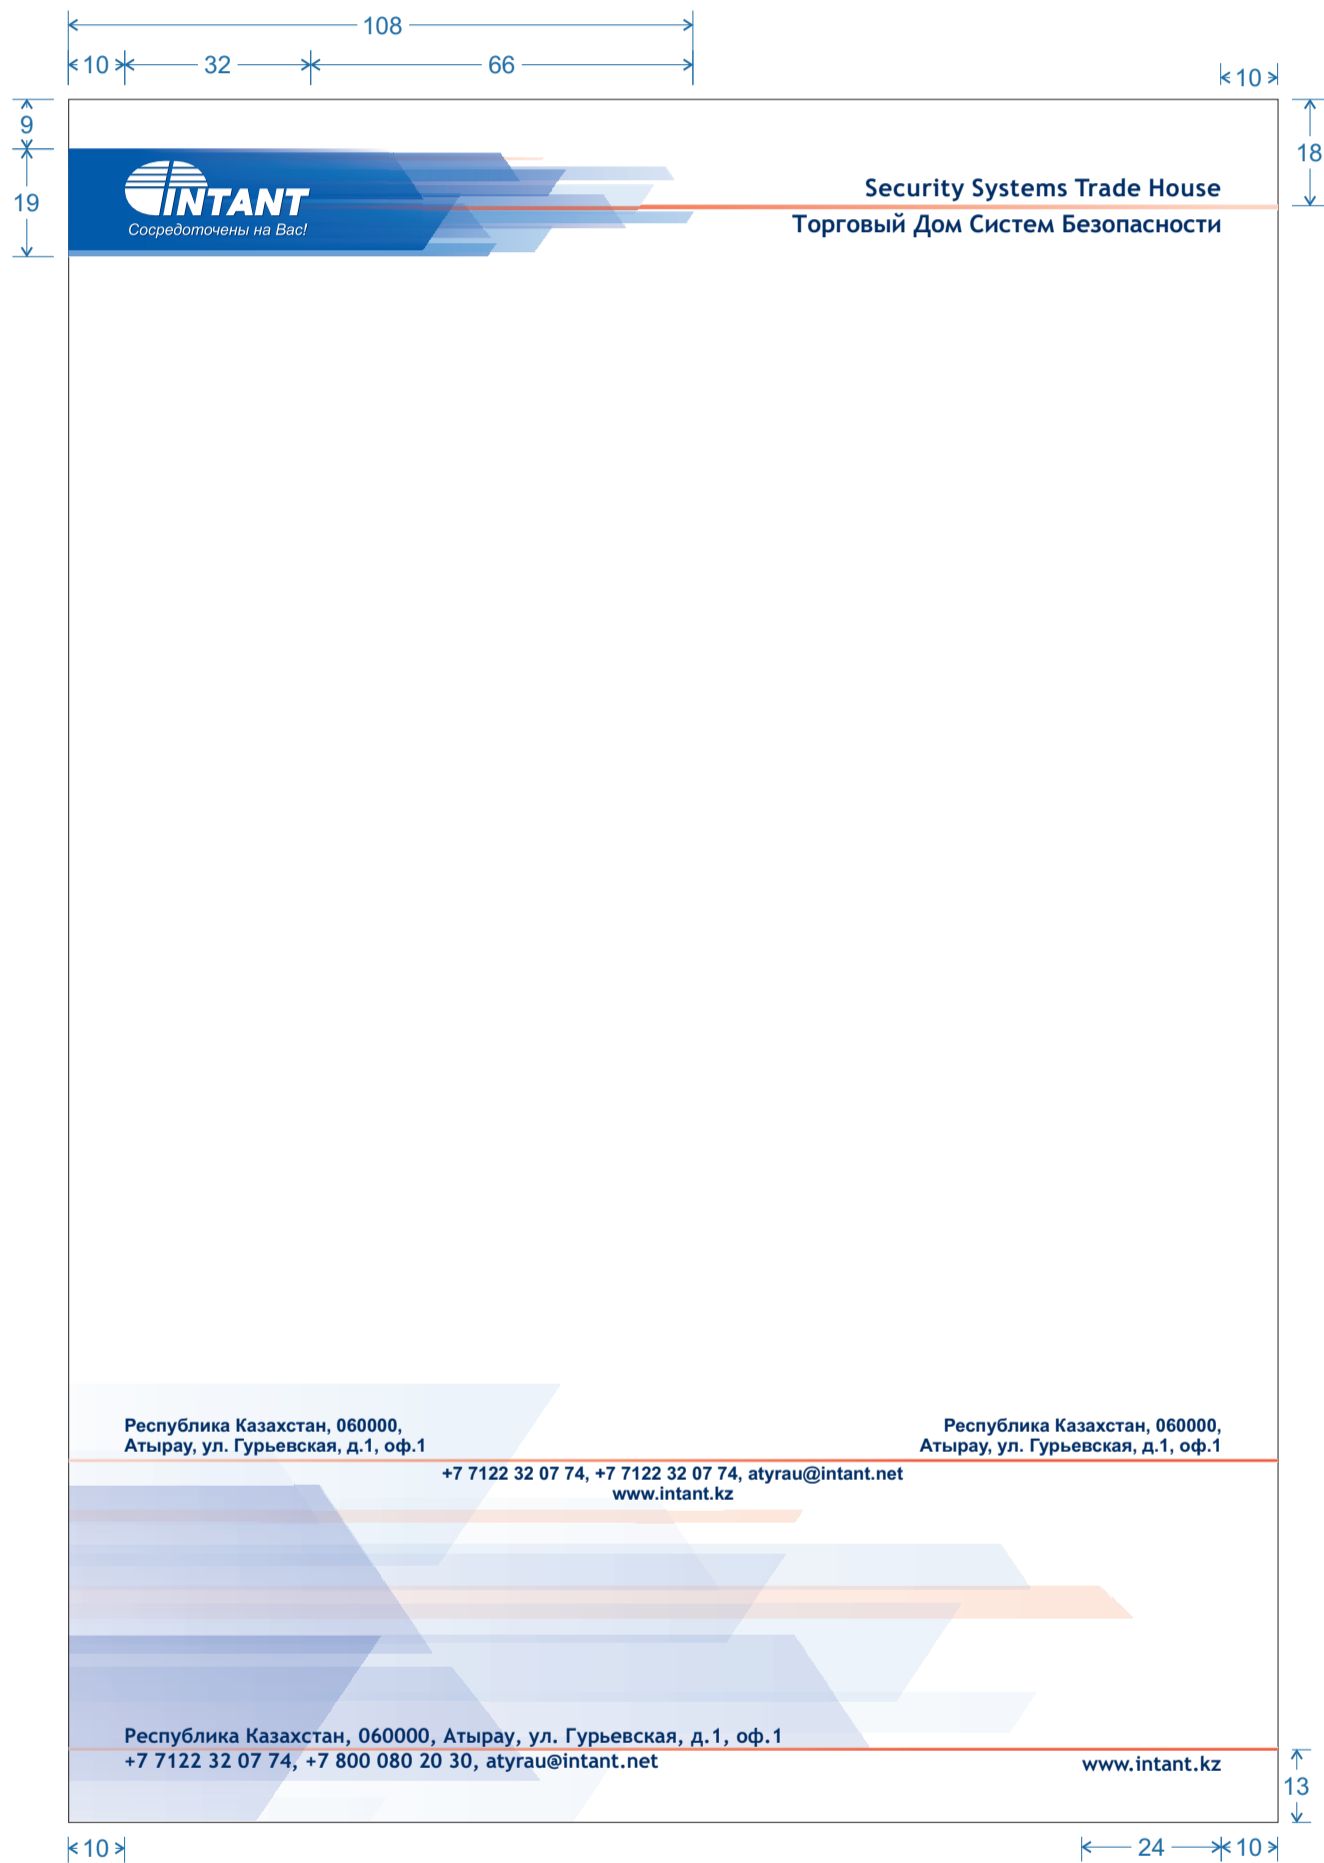 108
10 32 66 10
9
18
19
INTANT
Сосредоточены на Вас!
Security Systems Trade House
Торговый Дом Систем Безопасности
Республика Казахстан, 060000,
Атырау, ул. Гурьевская, д.1, оф.1
Республика Казахстан, 060000,
Атырау, ул. Гурьевская, д.1, оф.1
+7 7122 32 07 74, +7 7122 32 07 74, atyrau@intant.net
www.intant.kz
Республика Казахстан, 060000, Атырау, ул. Гурьевская, д.1, оф.1
+7 7122 32 07 74, +7 800 080 20 30, atyrau@intant.net
www.intant.kz
13
10 24 10